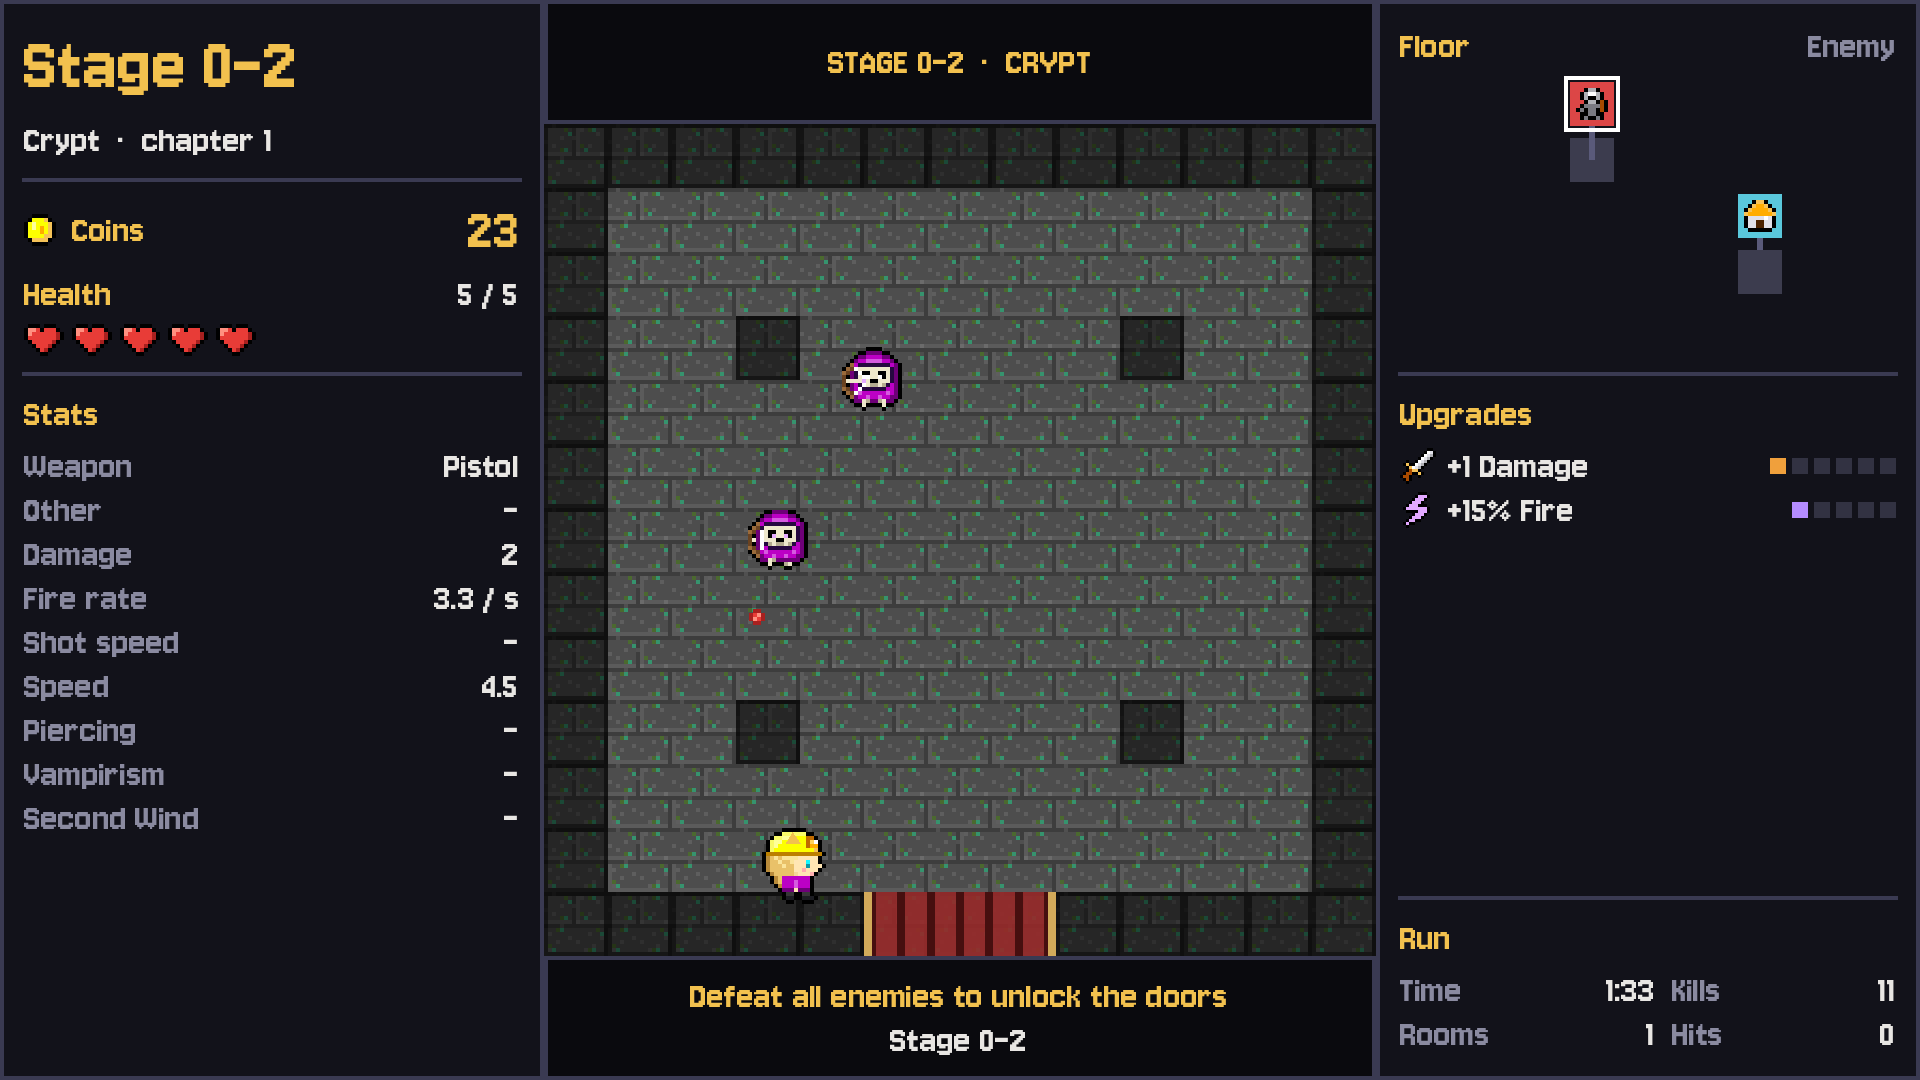 Stage 0-2
Crypt · chapter 1
Coins 23
Health 5 / 5
Stats
Weapon Pistol
Other -
Damage 2
Fire rate 3.3 / s
Shot speed -
Speed 4.5
Piercing -
Vampirism -
Second Wind -
STAGE 0-2 · CRYPT
Defeat all enemies to unlock the doors
Stage 0-2
Floor Enemy
Upgrades
+1 Damage
+15% Fire
Run
Time 1:33 Kills 11
Rooms 1 Hits 0